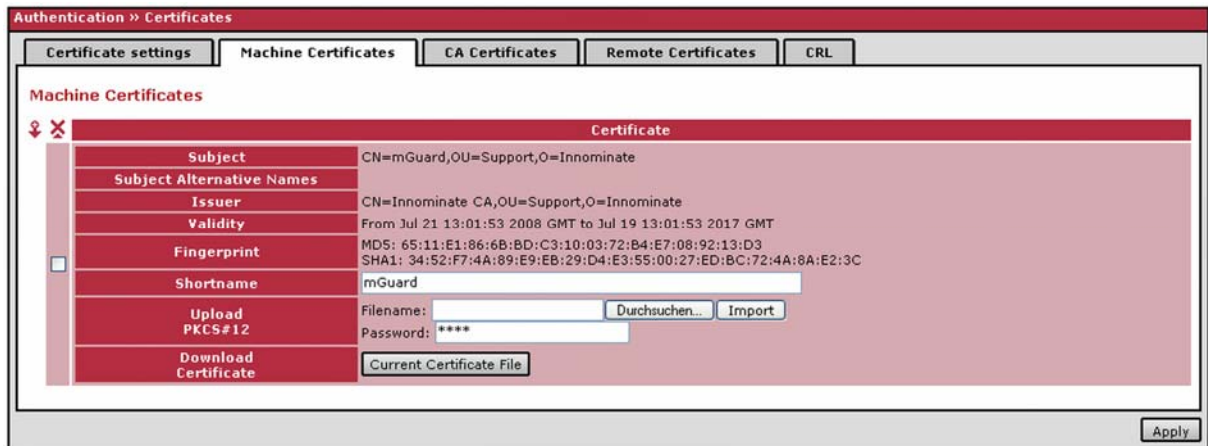 Authentication » Certificates
Certificate settings Machine Certificates CA Certificates Remote Certificates CRL
Machine Certificates
Certificate
Subject CN=mGuard,OU=Support,O=Innominate
Subject Alternative Names
Issuer CN=Innominate CA,OU=Support,O=Innominate
Validity From Jul 21 13:01:53 2008 GMT to Jul 19 13:01:53 2017 GMT
Fingerprint MD5: 65:11:E1:86:6B:BD:C3:10:03:72:B4:E7:08:92:13:D3
SHA1: 34:52:F7:4A:89:E9:EB:29:D4:E3:55:00:27:ED:BC:72:4A:8A:E2:3C
Shortname mGuard
Upload PKCS#12 Filename: Durchsuchen... Import
Password: ****
Download Certificate Current Certificate File
Apply